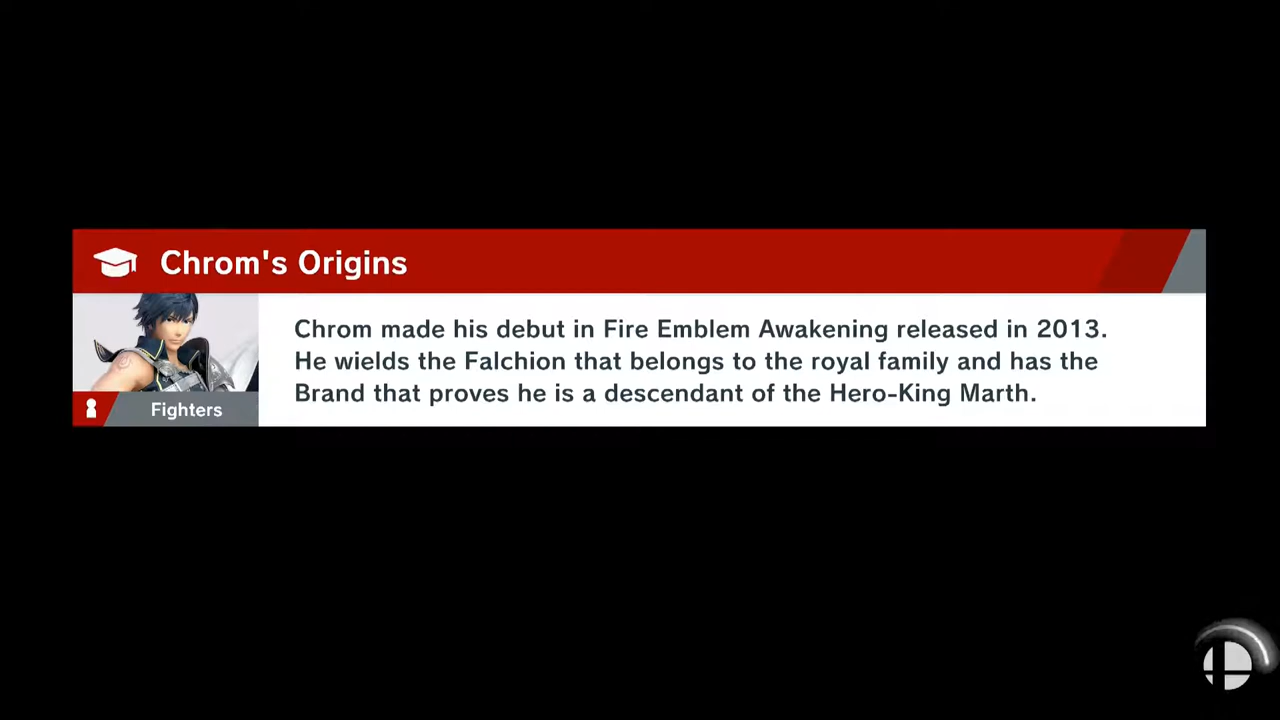 Chrom's Origins
Chrom made his debut in Fire Emblem Awakening released in 2013.
He wields the Falchion that belongs to the royal family and has the
Brand that proves he is a descendant of the Hero-King Marth.
Fighters